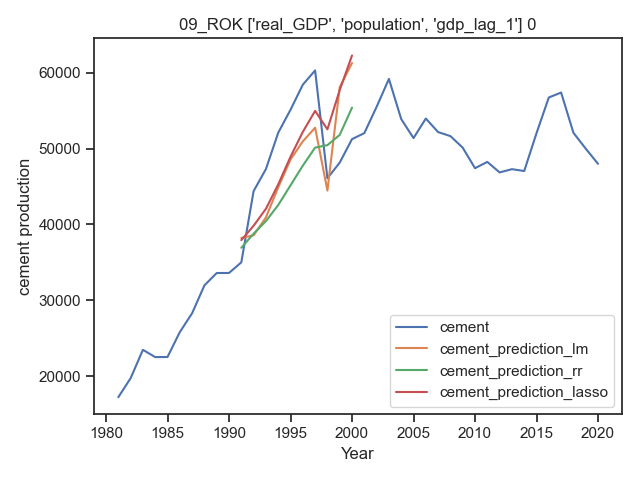 09_ROK ['real_GDP', 'population', 'gdp_lag_1'] 0
cement production
60000
50000
40000
30000
20000
1980 1985 1990 1995 2000 2005 2010 2015 2020
Year
cement
cement_prediction_lm
cement_prediction_rr
cement_prediction_lasso